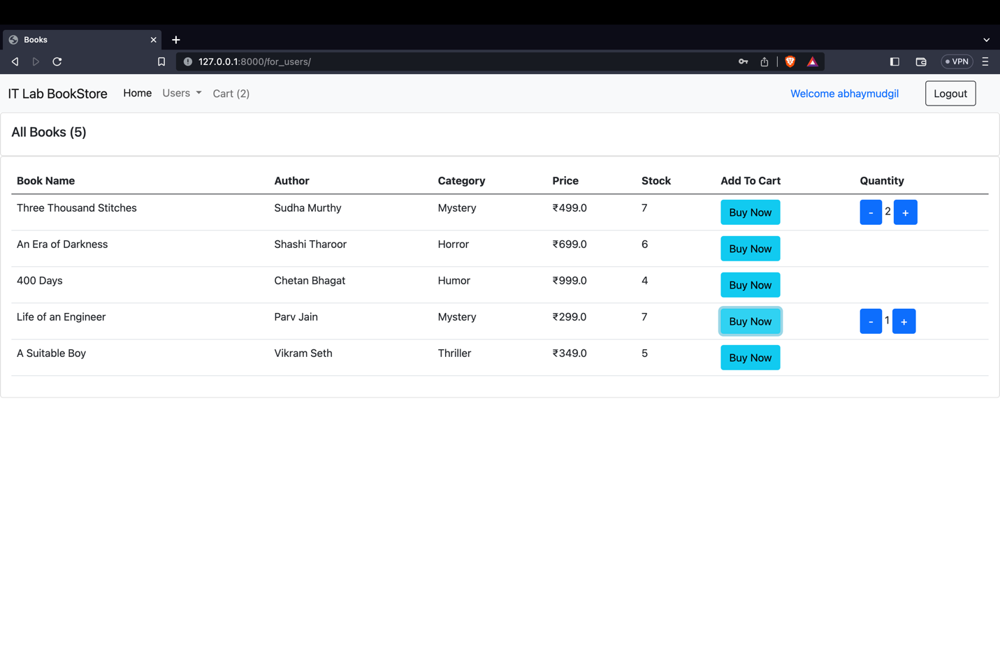 Books
127.0.0.1:8000/for_users/
VPN
IT Lab BookStore Home Users Cart (2) Welcome abhaymudgil Logout
All Books (5)
Book Name Author Category Price Stock Add To Cart Quantity
Three Thousand Stitches Sudha Murthy Mystery ₹499.0 7 Buy Now - 2 +
An Era of Darkness Shashi Tharoor Horror ₹699.0 6 Buy Now
400 Days Chetan Bhagat Humor ₹999.0 4 Buy Now
Life of an Engineer Parv Jain Mystery ₹299.0 7 Buy Now - 1 +
A Suitable Boy Vikram Seth Thriller ₹349.0 5 Buy Now